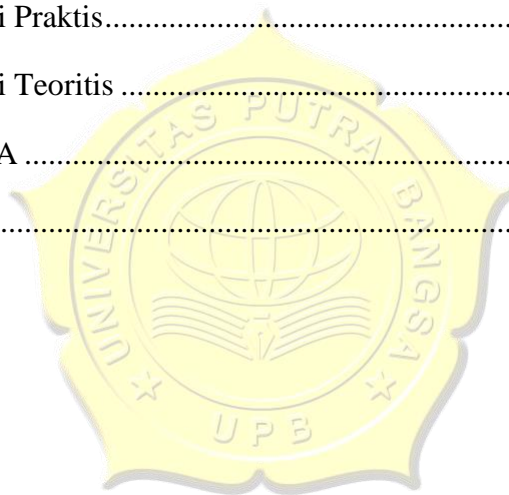 i Praktis......................................................
i Teoritis ...................................................
A ................................................................
....................................................................
UNIVERSITAS PUTRA BANGSA
UPB